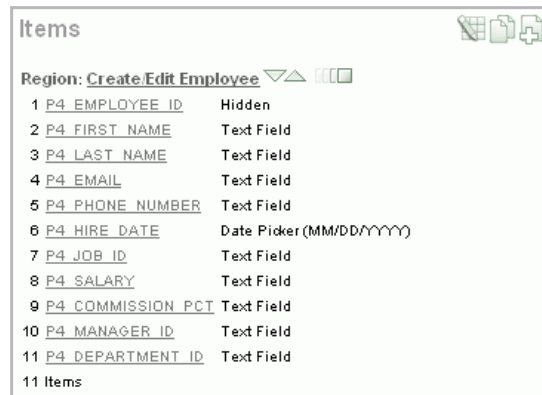 Items
Region: Create/Edit Employee
1 P4_EMPLOYEE_ID Hidden
2 P4_FIRST_NAME Text Field
3 P4_LAST_NAME Text Field
4 P4_EMAIL Text Field
5 P4_PHONE_NUMBER Text Field
6 P4_HIRE_DATE Date Picker (MM/DD/YYYY)
7 P4_JOB_ID Text Field
8 P4_SALARY Text Field
9 P4_COMMISSION_PCT Text Field
10 P4_MANAGER_ID Text Field
11 P4_DEPARTMENT_ID Text Field
11 Items